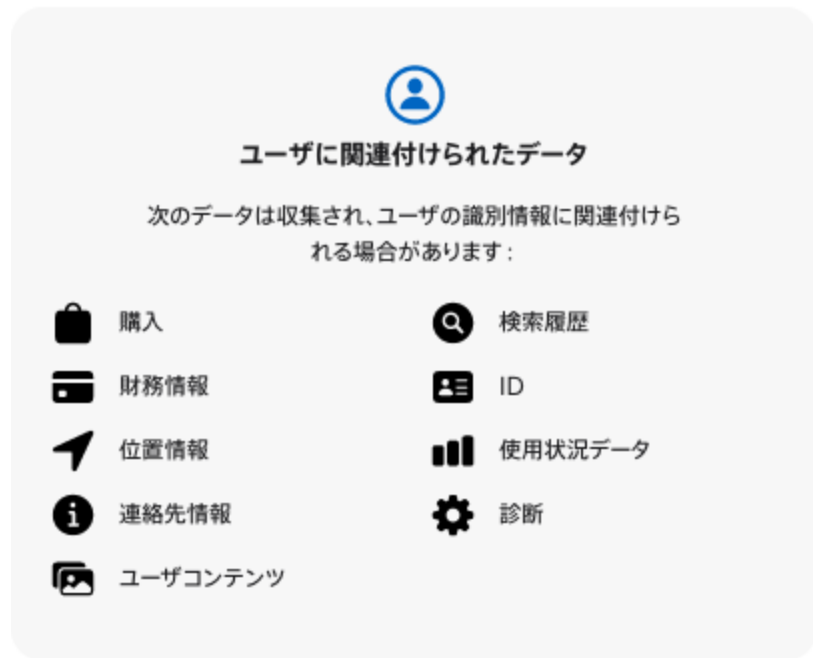 ユーザに関連付けられたデータ
次のデータは収集され、ユーザの識別情報に関連付けら
れる場合があります:
購入
検索履歴
財務情報
ID
位置情報
使用状況データ
連絡先情報
診断
ユーザコンテンツ